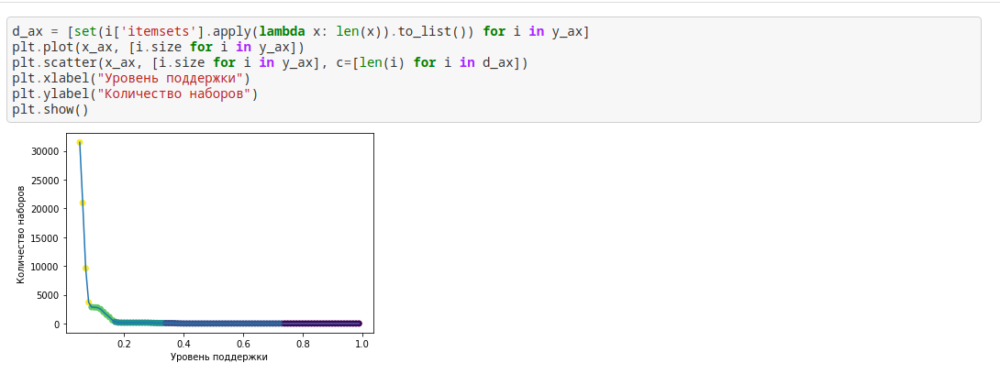 d_ax = [set(i['itemsets'].apply(lambda x: len(x)).to_list()) for i in y_ax]
plt.plot(x_ax, [i.size for i in y_ax])
plt.scatter(x_ax, [i.size for i in y_ax], c=[len(i) for i in d_ax])
plt.xlabel("Уровень поддержки")
plt.ylabel("Количество наборов")
plt.show()
30000
25000
20000
15000
10000
5000
0
Количество наборов
0.2 0.4 0.6 0.8 1.0
Уровень поддержки